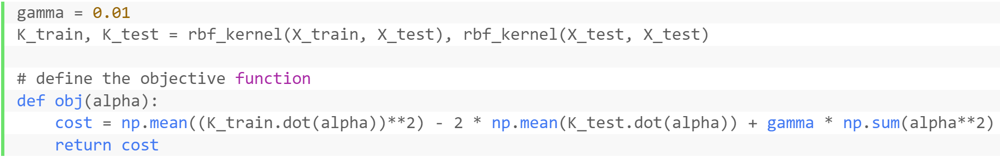 gamma = 0.01
K_train, K_test = rbf_kernel(X_train, X_test), rbf_kernel(X_test, X_test)
# define the objective function
def obj(alpha):
    cost = np.mean((K_train.dot(alpha))**2) - 2 * np.mean(K_test.dot(alpha)) + gamma * np.sum(alpha**2)
    return cost